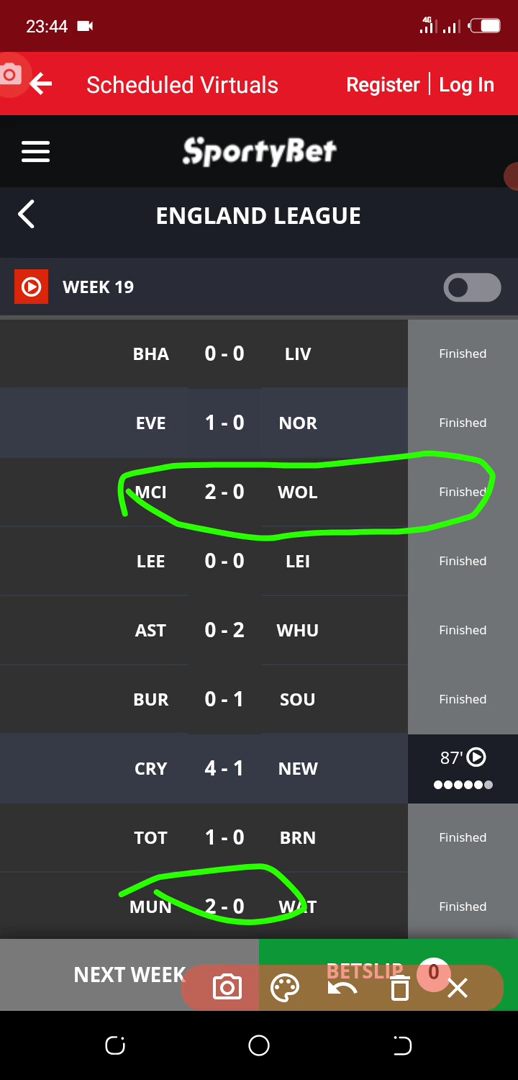 23:44
4G
Scheduled Virtuals Register | Log In
SportyBet
ENGLAND LEAGUE
WEEK 19
BHA 0 - 0 LIV Finished
EVE 1 - 0 NOR Finished
MCI 2 - 0 WOL Finished
LEE 0 - 0 LEI Finished
AST 0 - 2 WHU Finished
BUR 0 - 1 SOU Finished
CRY 4 - 1 NEW 87'
TOT 1 - 0 BRN Finished
MUN 2 - 0 WAT Finished
NEXT WEEK BETSLIP 0